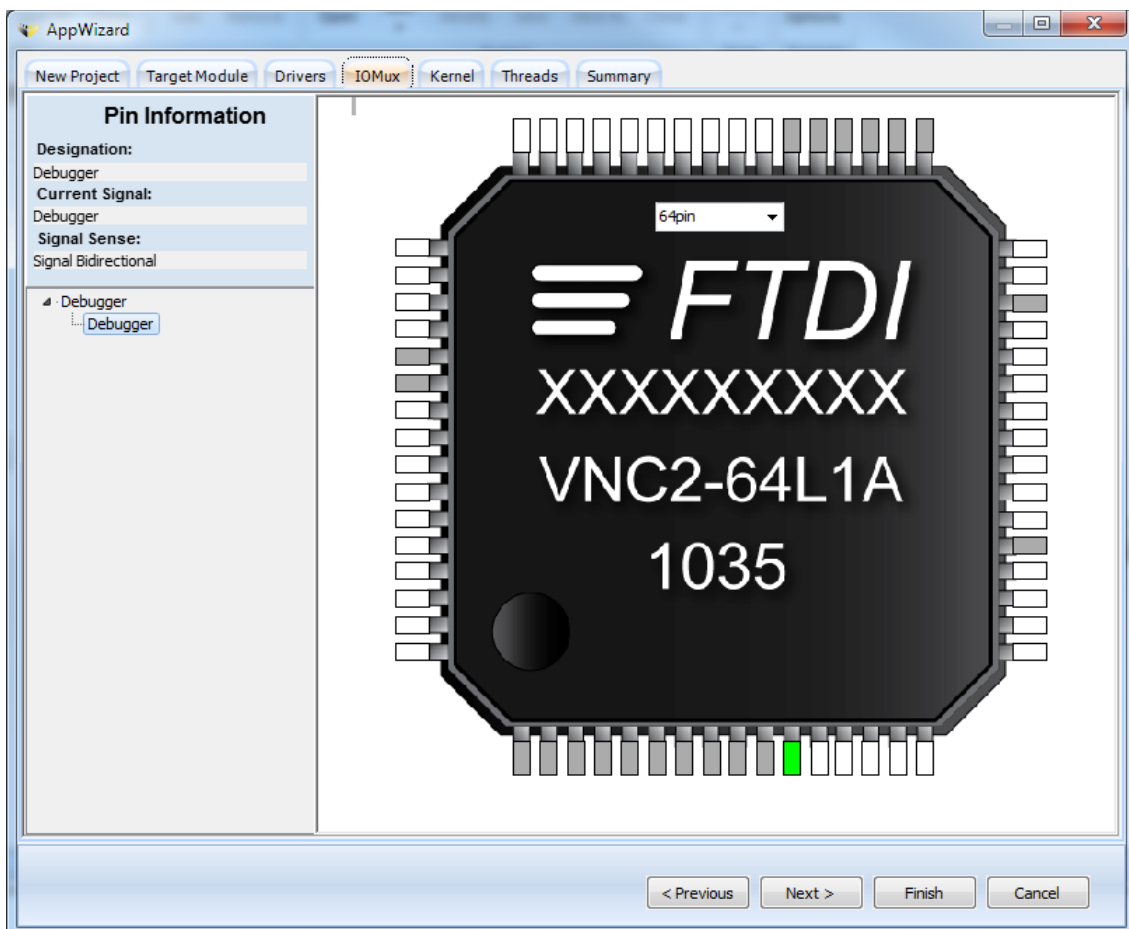 AppWizard
New Project Target Module Drivers IOMux Kernel Threads Summary
Pin Information
Designation:
Debugger
Current Signal:
Debugger
Signal Sense:
Signal Bidirectional
Debugger
Debugger
64pin
FTDI
XXXXXXXXX
VNC2-64L1A
1035
< Previous Next > Finish Cancel